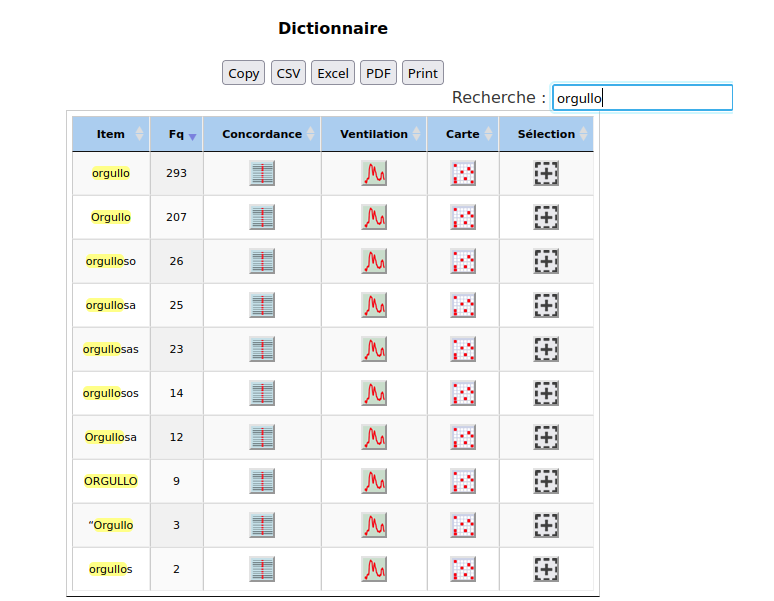 Dictionnaire
Copy CSV Excel PDF Print
Recherche : orgullo
Item Fq Concordance Ventilation Carte Sélection
orgullo 293
Orgullo 207
orgulloso 26
orgullosa 25
orgullosas 23
orgullosos 14
Orgullosa 12
ORGULLO 9
“Orgullo 3
orgullos 2